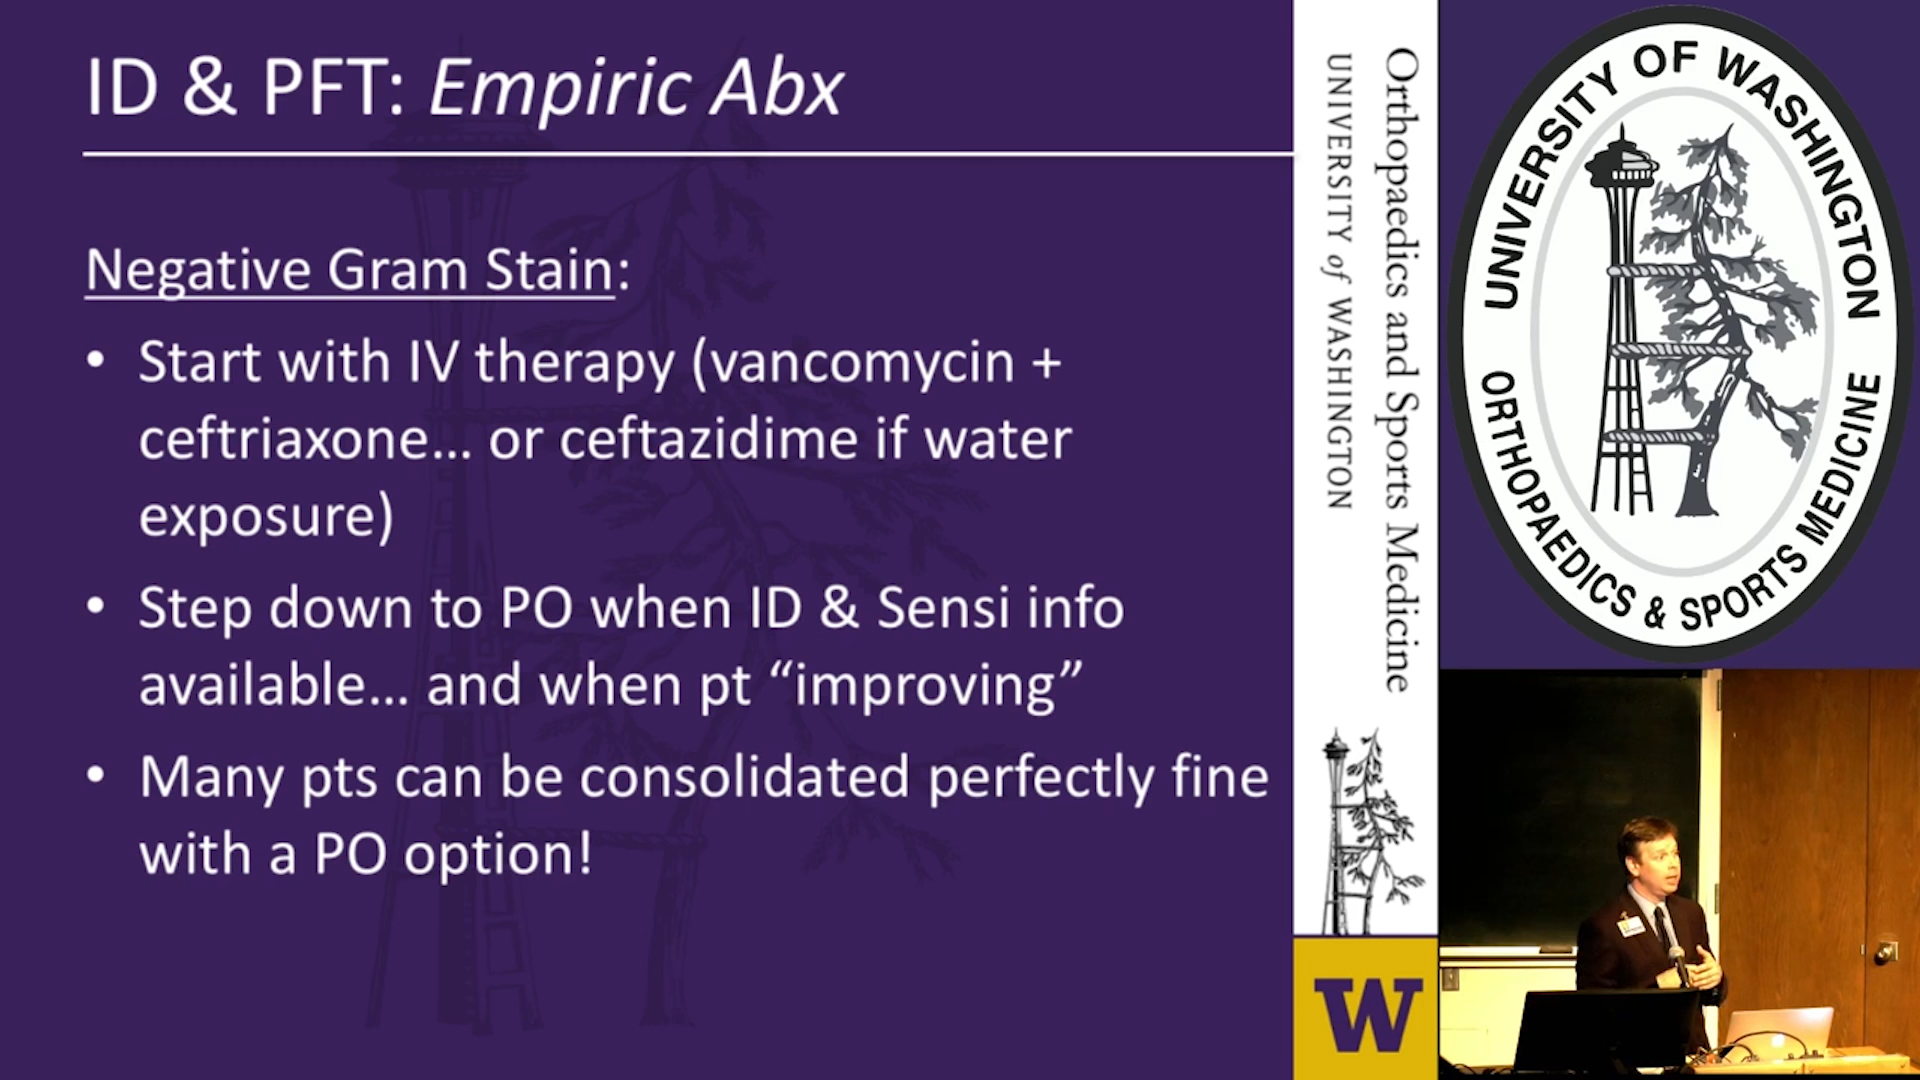 ID & PFT: Empiric Abx
Negative Gram Stain:
• Start with IV therapy (vancomycin +
ceftriaxone... or ceftazidime if water
exposure)
• Step down to PO when ID & Sensi info
available... and when pt “improving”
• Many pts can be consolidated perfectly fine
with a PO option!
Orthopaedics and Sports Medicine
UNIVERSITY of WASHINGTON
W
UNIVERSITY OF WASHINGTON
ORTHOPAEDICS & SPORTS MEDICINE